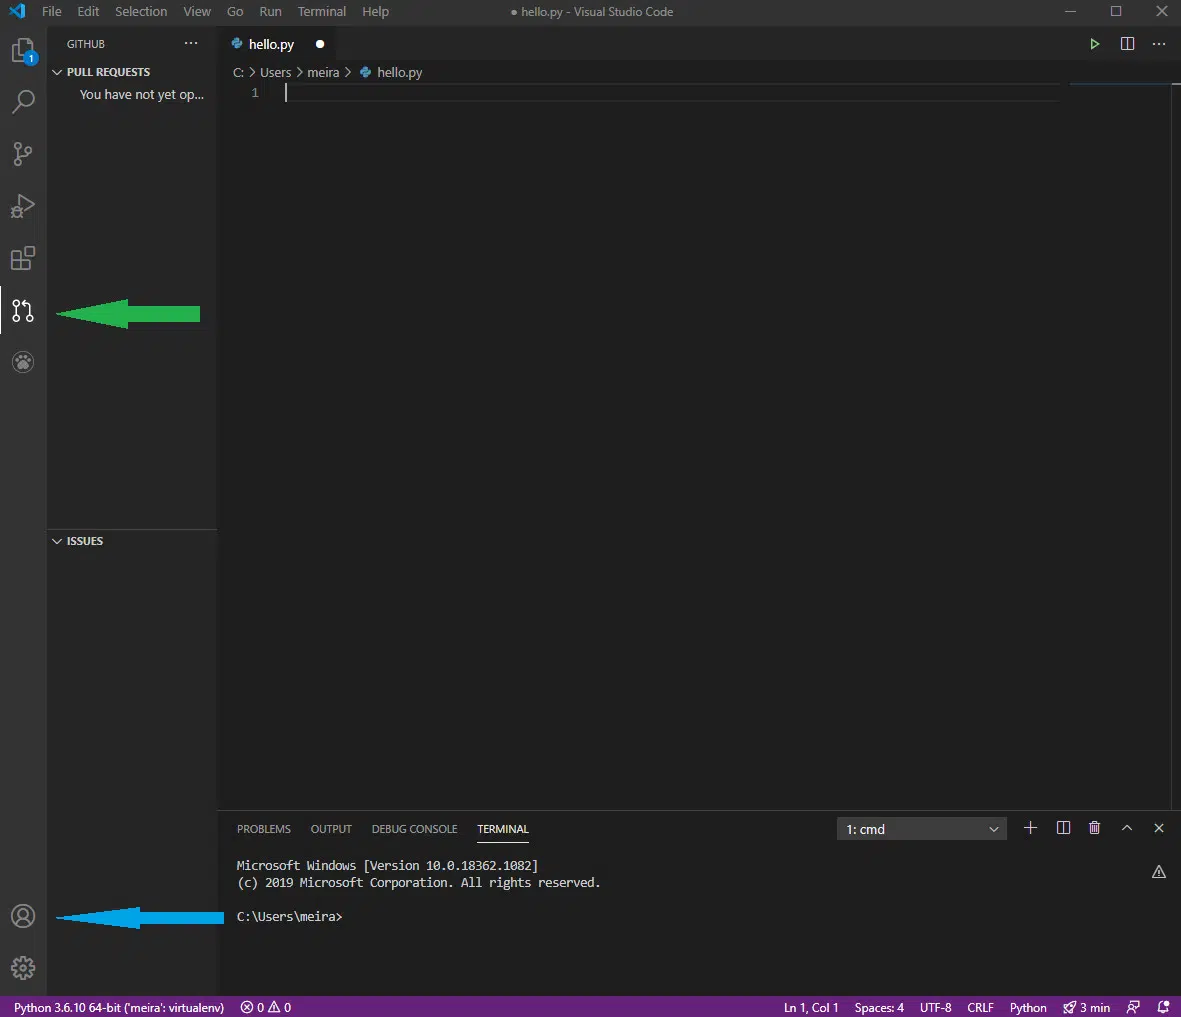 File Edit Selection View Go Run Terminal Help ● hello.py - Visual Studio Code
1
GITHUB ···
PULL REQUESTS
You have not yet op...
ISSUES
hello.py ●
C: > Users > meira > hello.py
1
PROBLEMS OUTPUT DEBUG CONSOLE TERMINAL 1: cmd
Microsoft Windows [Version 10.0.18362.1082]
(c) 2019 Microsoft Corporation. All rights reserved.
C:\Users\meira>
Python 3.6.10 64-bit ('meira': virtualenv) 0 0 Ln 1, Col 1 Spaces: 4 UTF-8 CRLF Python 3 min